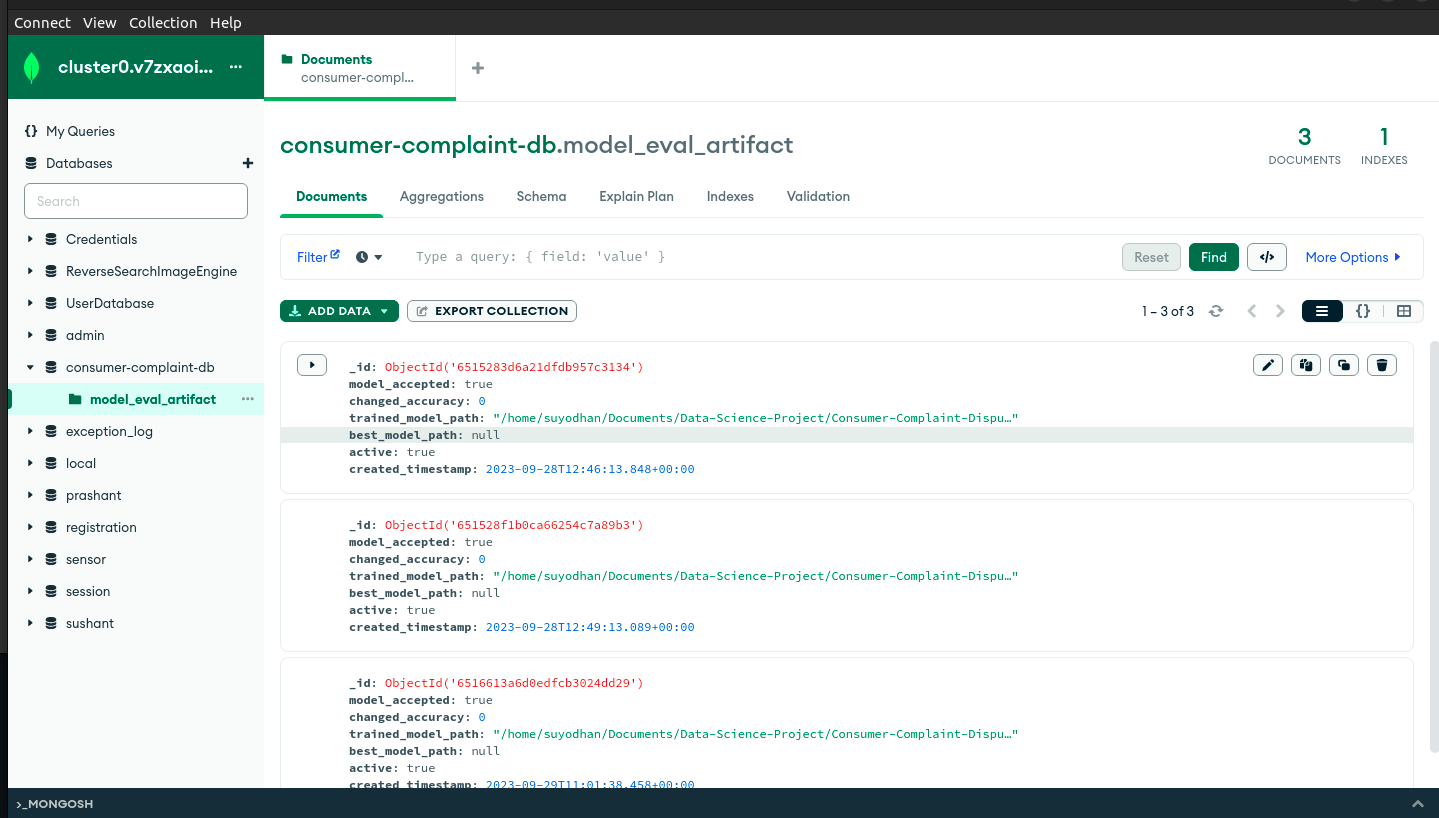 Connect View Collection Help
cluster0.v7zxaoi... ...
Documents
consumer-compl...
My Queries
Databases
Search
Credentials
ReverseSearchImageEngine
UserDatabase
admin
consumer-complaint-db
model_eval_artifact
exception_log
local
prashant
registration
sensor
session
sushant
consumer-complaint-db.model_eval_artifact
3
DOCUMENTS
1
INDEXES
Documents Aggregations Schema Explain Plan Indexes Validation
Filter Type a query: { field: 'value' } Reset Find </> More Options
ADD DATA EXPORT COLLECTION 1 – 3 of 3 {}
_id: ObjectId('6515283d6a21dfdb957c3134')
model_accepted: true
changed_accuracy: 0
trained_model_path: "/home/suyodhan/Documents/Data-Science-Project/Consumer-Complaint-Dispu…"
best_model_path: null
active: true
created_timestamp: 2023-09-28T12:46:13.848+00:00
_id: ObjectId('651528f1b0ca66254c7a89b3')
model_accepted: true
changed_accuracy: 0
trained_model_path: "/home/suyodhan/Documents/Data-Science-Project/Consumer-Complaint-Dispu…"
best_model_path: null
active: true
created_timestamp: 2023-09-28T12:49:13.089+00:00
_id: ObjectId('6516613a6d0edfcb3024dd29')
model_accepted: true
changed_accuracy: 0
trained_model_path: "/home/suyodhan/Documents/Data-Science-Project/Consumer-Complaint-Dispu…"
best_model_path: null
active: true
created_timestamp: 2023-09-29T11:01:38.458+00:00
>_MONGOSH